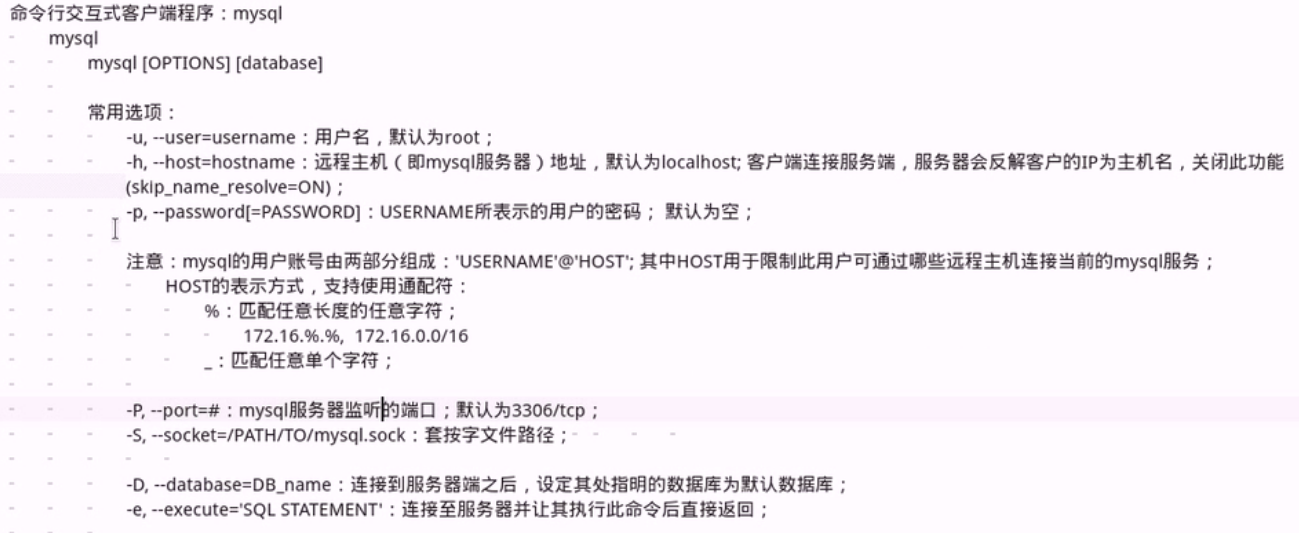 命令行交互式客户端程序：mysql
mysql
mysql [OPTIONS] [database]
常用选项：
-u, --user=username：用户名，默认为root；
-h, --host=hostname：远程主机（即mysql服务器）地址，默认为localhost; 客户端连接服务端，服务器会反解客户的IP为主机名，关闭此功能
(skip_name_resolve=ON)；
-p, --password[=PASSWORD]：USERNAME所表示的用户的密码； 默认为空；
注意：mysql的用户账号由两部分组成：'USERNAME'@'HOST'; 其中HOST用于限制此用户可通过哪些远程主机连接当前的mysql服务；
HOST的表示方式，支持使用通配符：
%：匹配任意长度的任意字符；
172.16.%.%, 172.16.0.0/16
_：匹配任意单个字符；
-P, --port=#：mysql服务器监听的端口；默认为3306/tcp；
-S, --socket=/PATH/TO/mysql.sock：套按字文件路径；
-D, --database=DB_name：连接到服务器端之后，设定其处指明的数据库为默认数据库；
-e, --execute='SQL STATEMENT'：连接至服务器并让其执行此命令后直接返回；